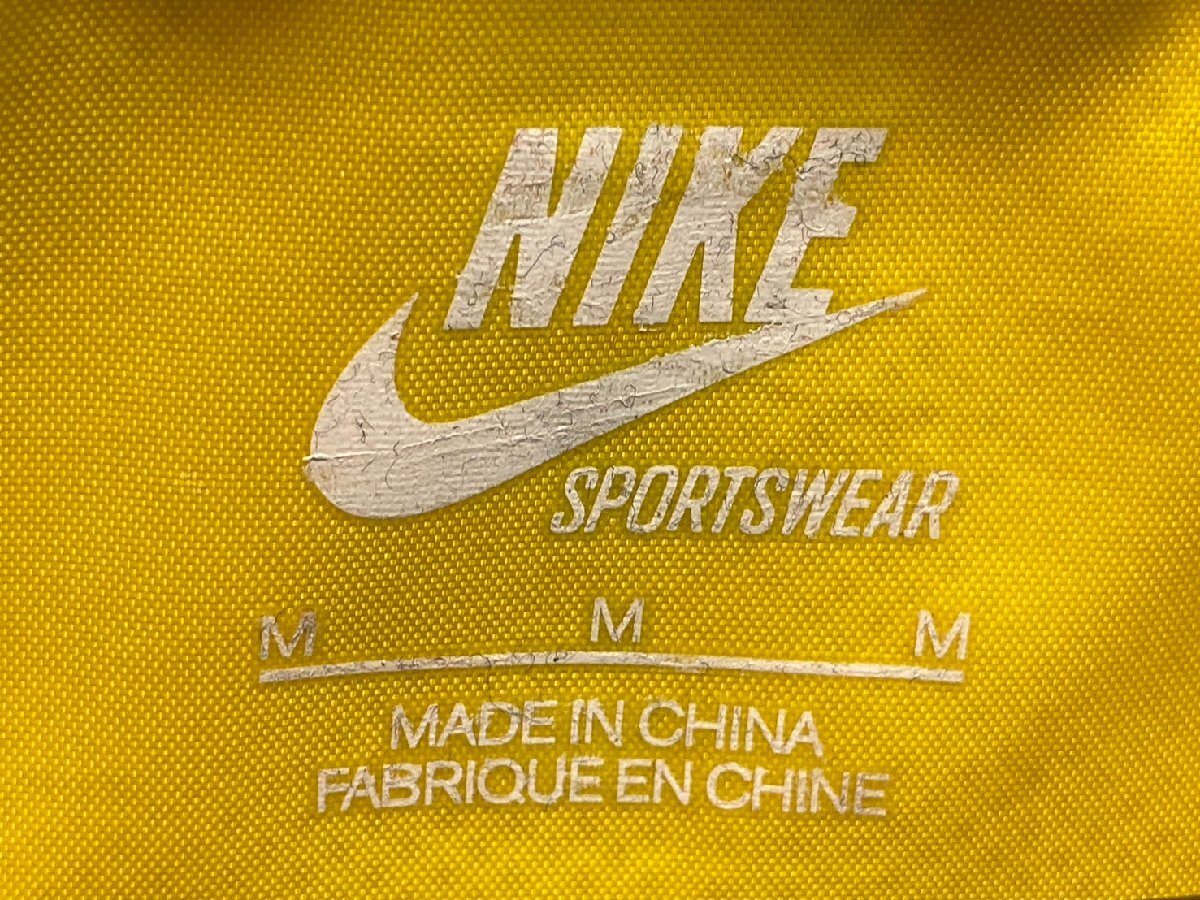 NIKE
SPORTSWEAR
M M M
MADE IN CHINA
FABRIQUE EN CHINE